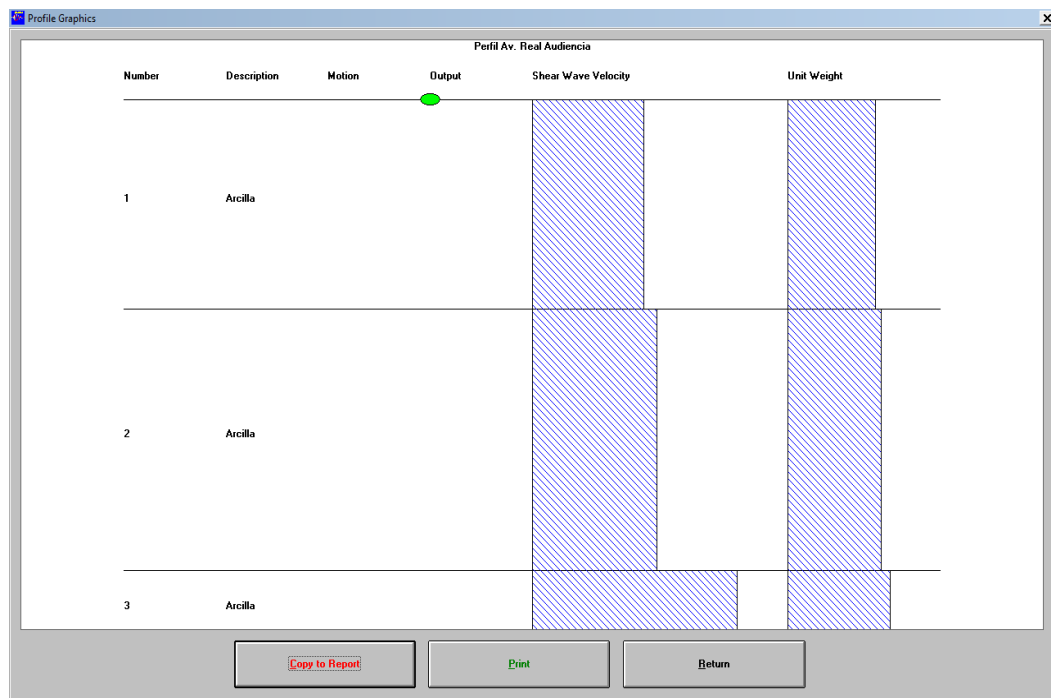 Profile Graphics
Perfil Av. Real Audiencia
Number Description Motion Output Shear Wave Velocity Unit Weight
1 Arcilla
2 Arcilla
3 Arcilla
Copy to Report Print Return